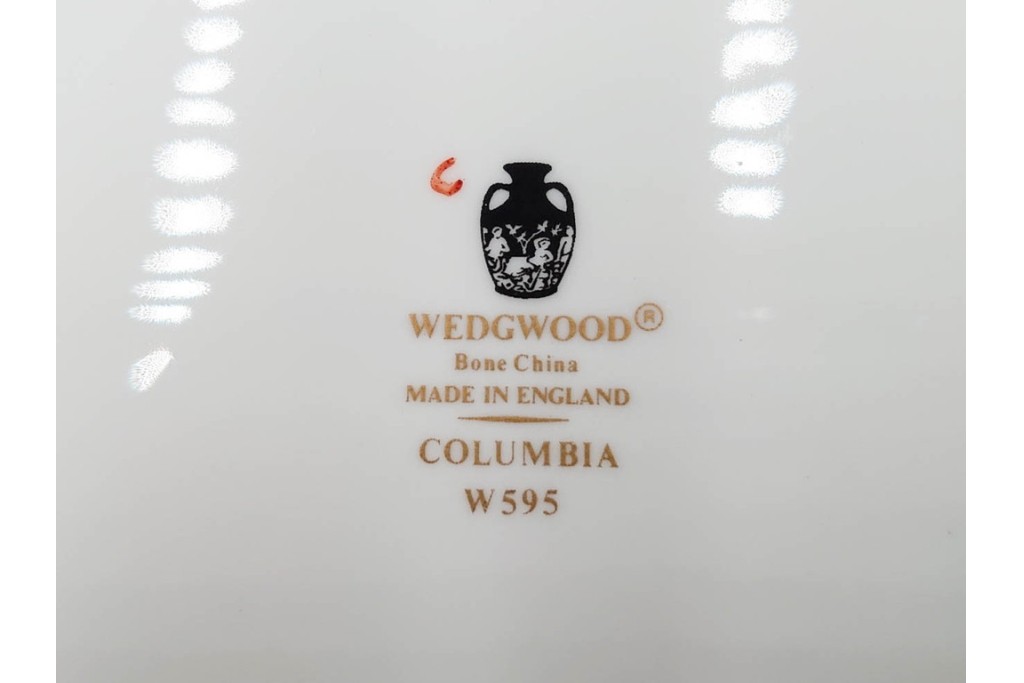 C
WEDGWOOD®
Bone China
MADE IN ENGLAND
COLUMBIA
W595